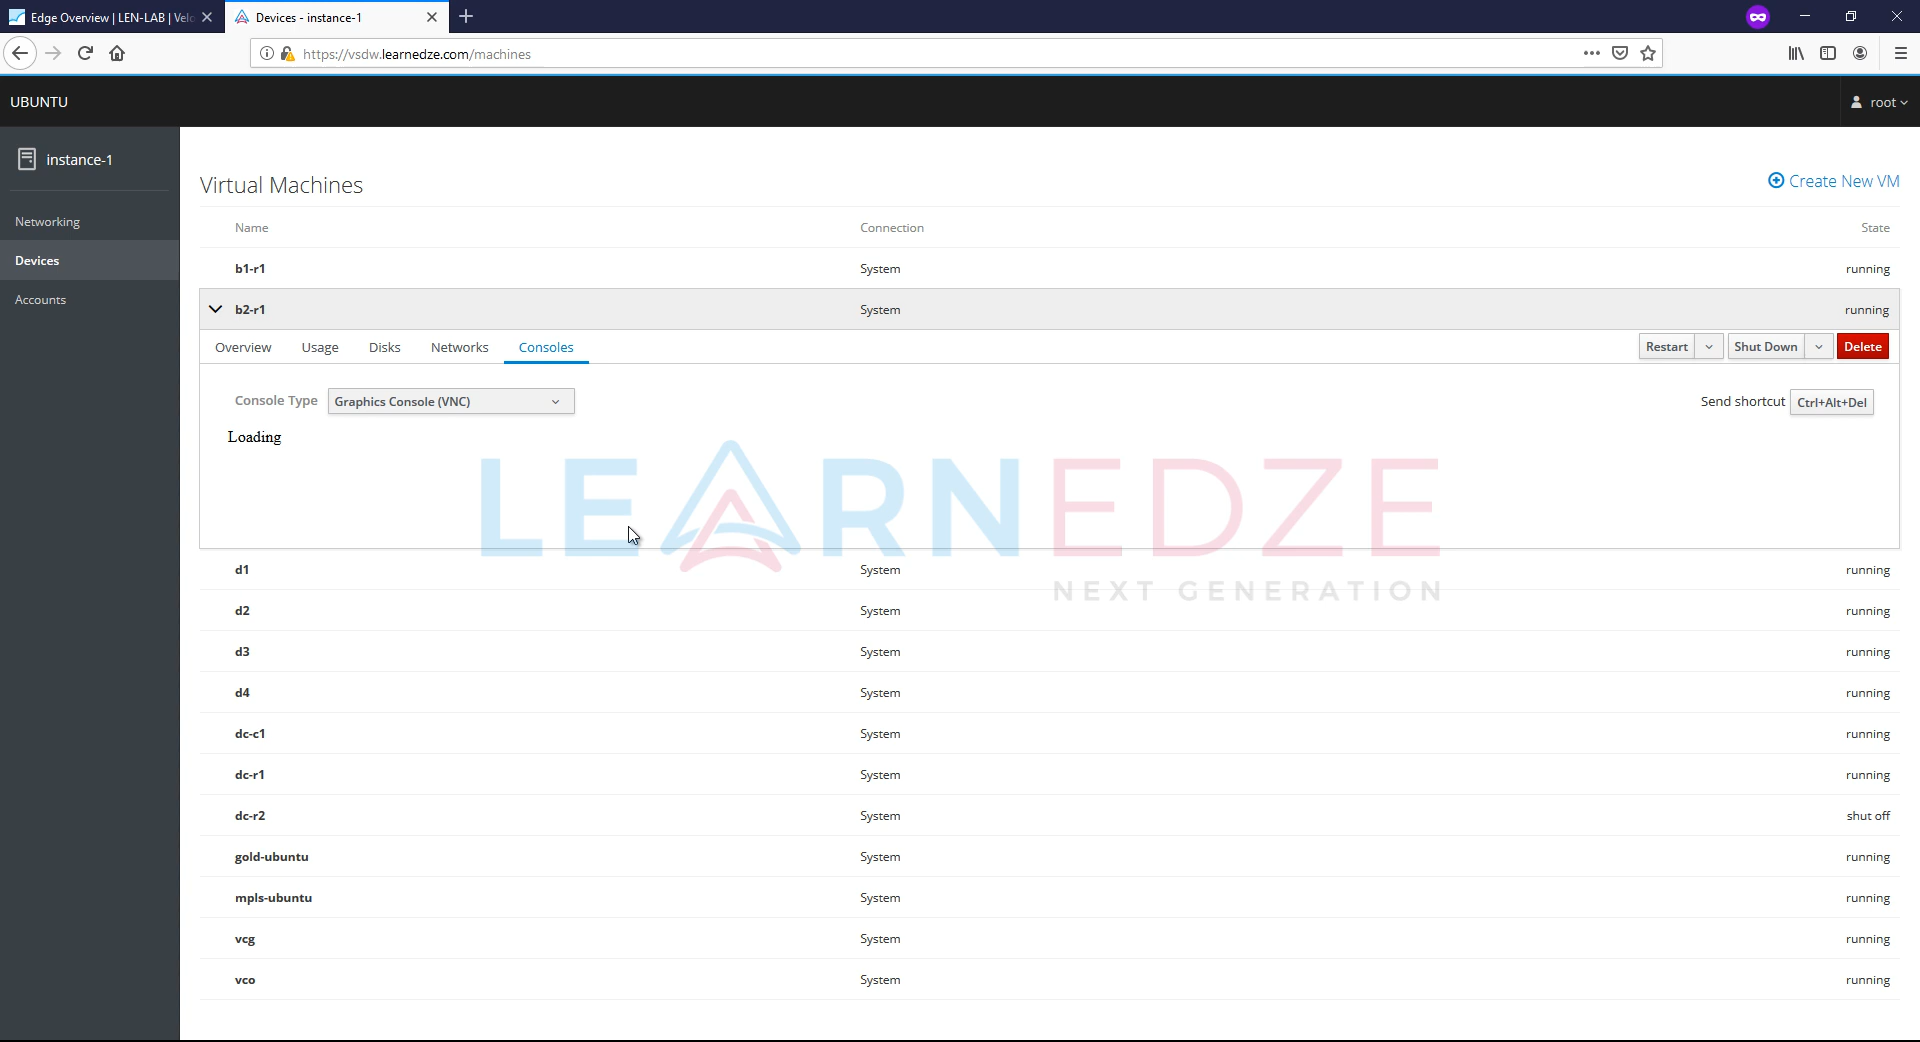 Edge Overview | LEN-LAB | Velo
Devices - instance-1
https://vsdw.learnedze.com/machines
UBUNTU
root
instance-1
Networking
Devices
Accounts
Virtual Machines
Create New VM
Name Connection State
b1-r1 System running
b2-r1 System running
Overview Usage Disks Networks Consoles Restart Shut Down Delete
Console Type Graphics Console (VNC) Send shortcut Ctrl+Alt+Del
Loading
LEARNEDZE
NEXT GENERATION
d1 System running
d2 System running
d3 System running
d4 System running
dc-c1 System running
dc-r1 System running
dc-r2 System shut off
gold-ubuntu System running
mpls-ubuntu System running
vcg System running
vco System running